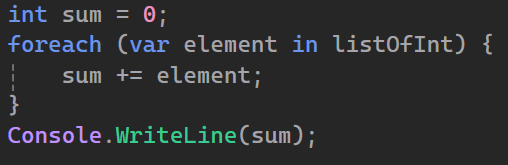 int sum = 0;
foreach (var element in listOfInt) {
    sum += element;
}
Console.WriteLine(sum);